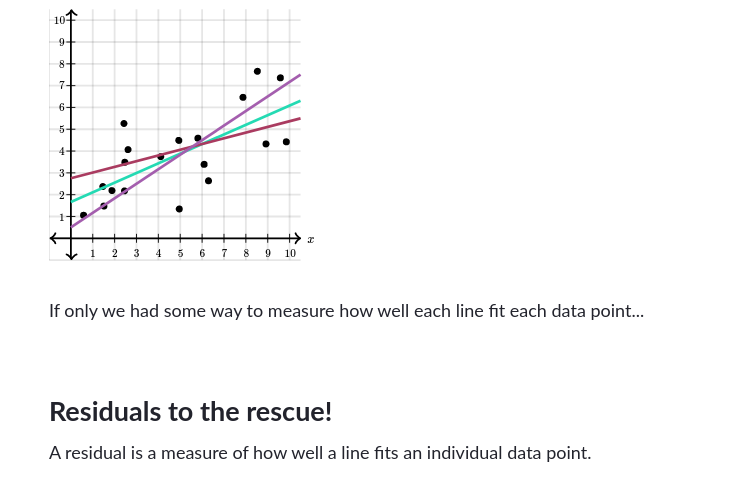 10
9
8
7
6
5
4
3
2
1
1 2 3 4 5 6 7 8 9 10 x
If only we had some way to measure how well each line fit each data point...
Residuals to the rescue!
A residual is a measure of how well a line fits an individual data point.